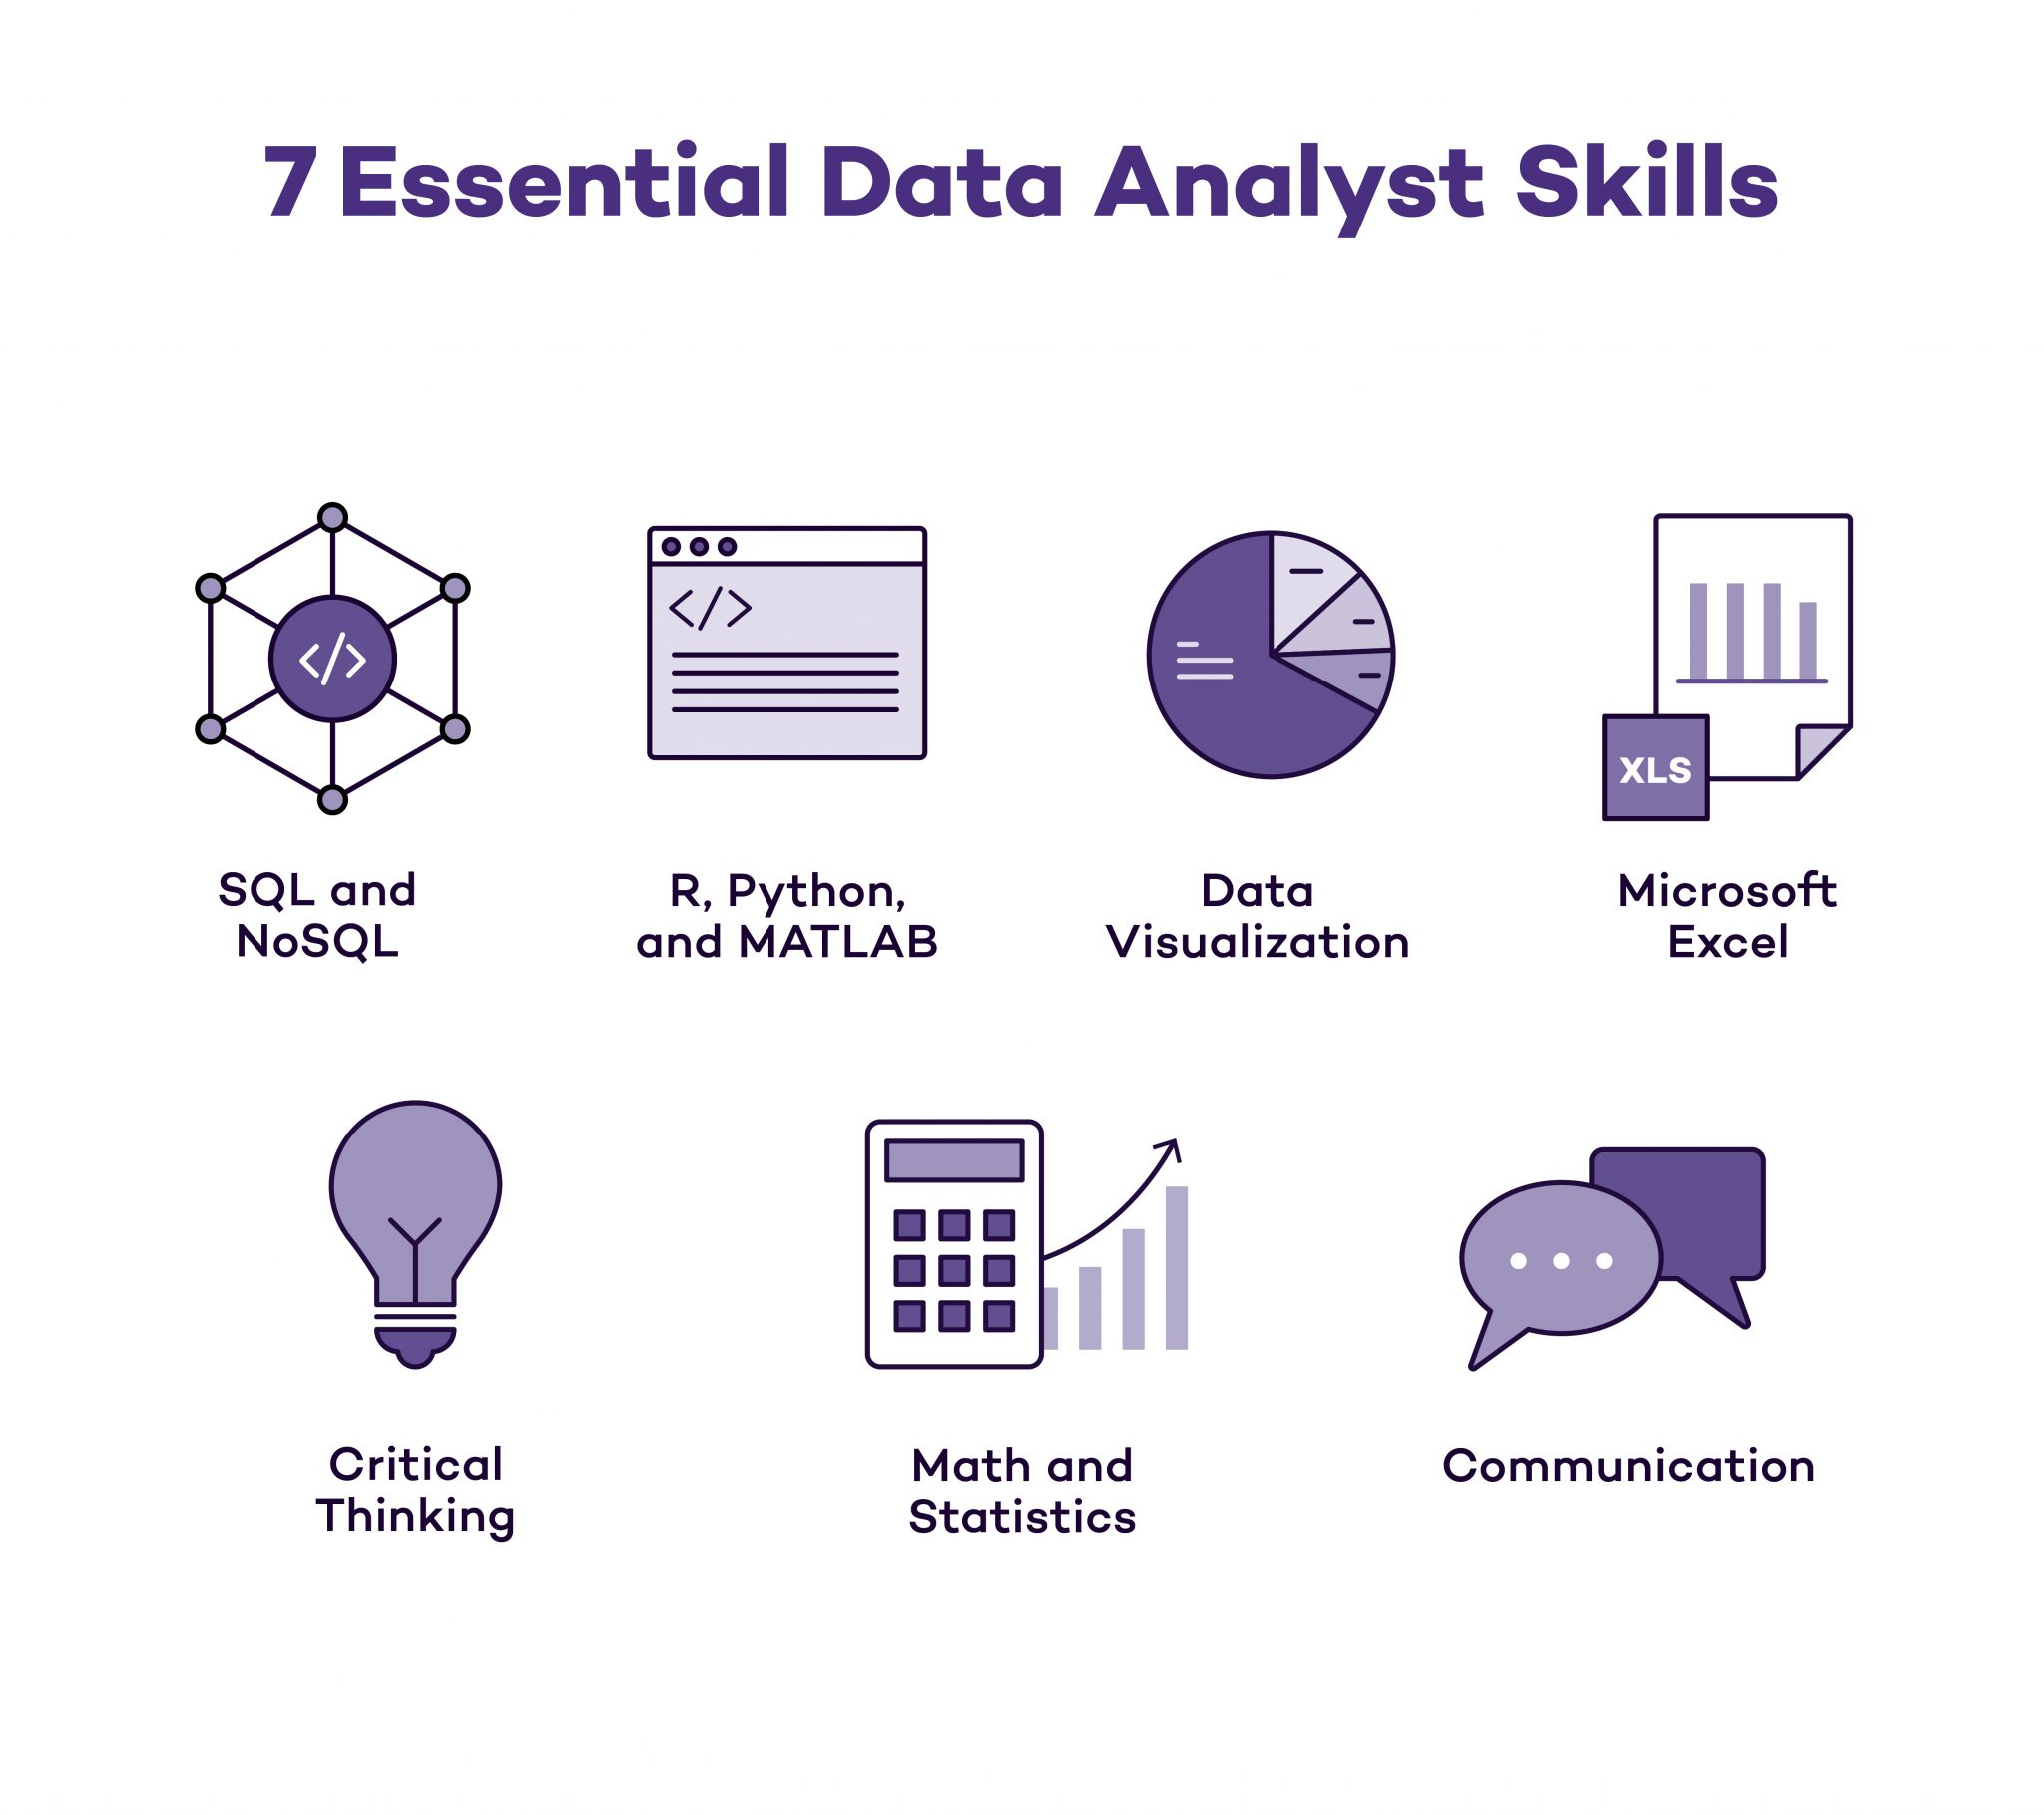 7 Essential Data Analyst Skills
XLS
SQL and
NoSQL
R, Python,
and MATLAB
Data
Visualization
Microsoft
Excel
Critical
Thinking
Math and
Statistics
Communication